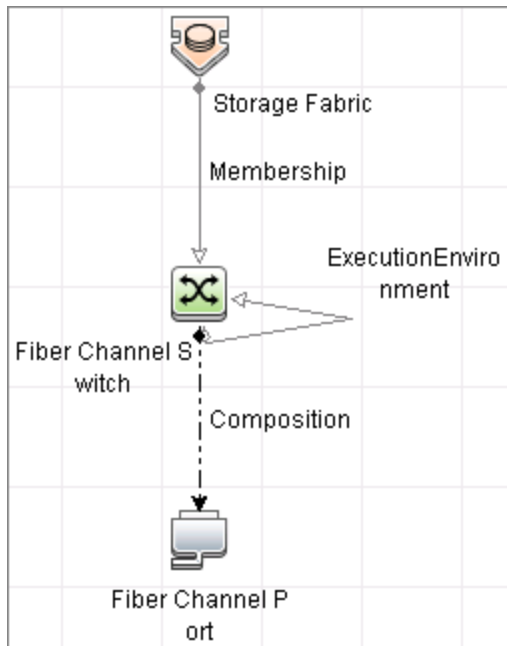 Storage Fabric
Membership
ExecutionEnviro
nment
Fiber Channel S
witch
Composition
Fiber Channel P
ort